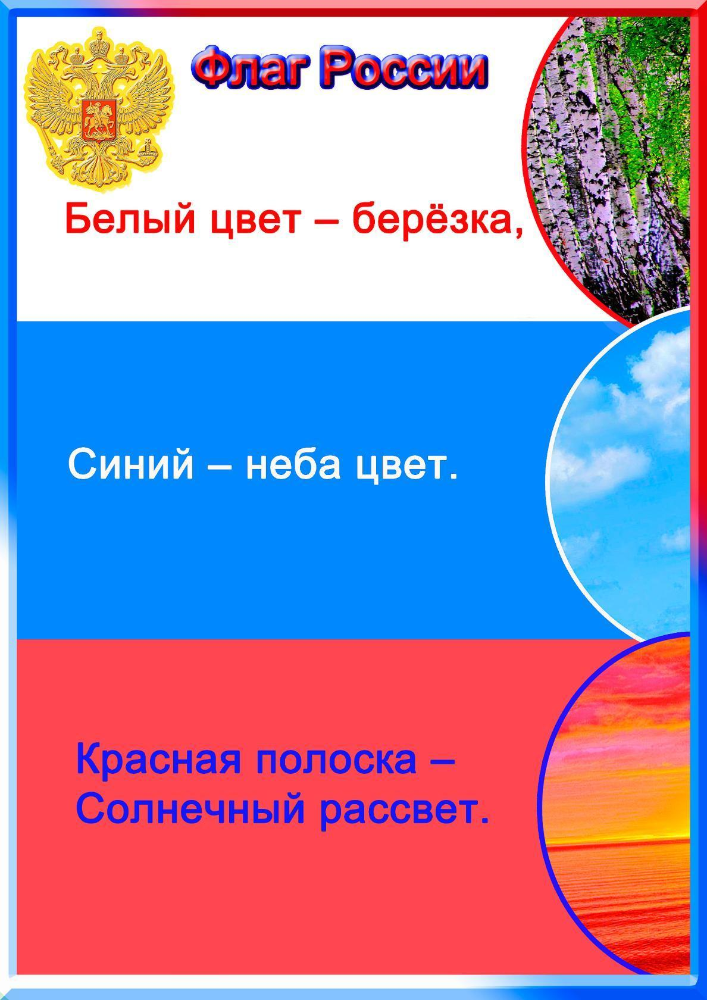 Флаг России
Белый цвет – берёзка,
Синий – неба цвет.
Красная полоска –
Солнечный рассвет.